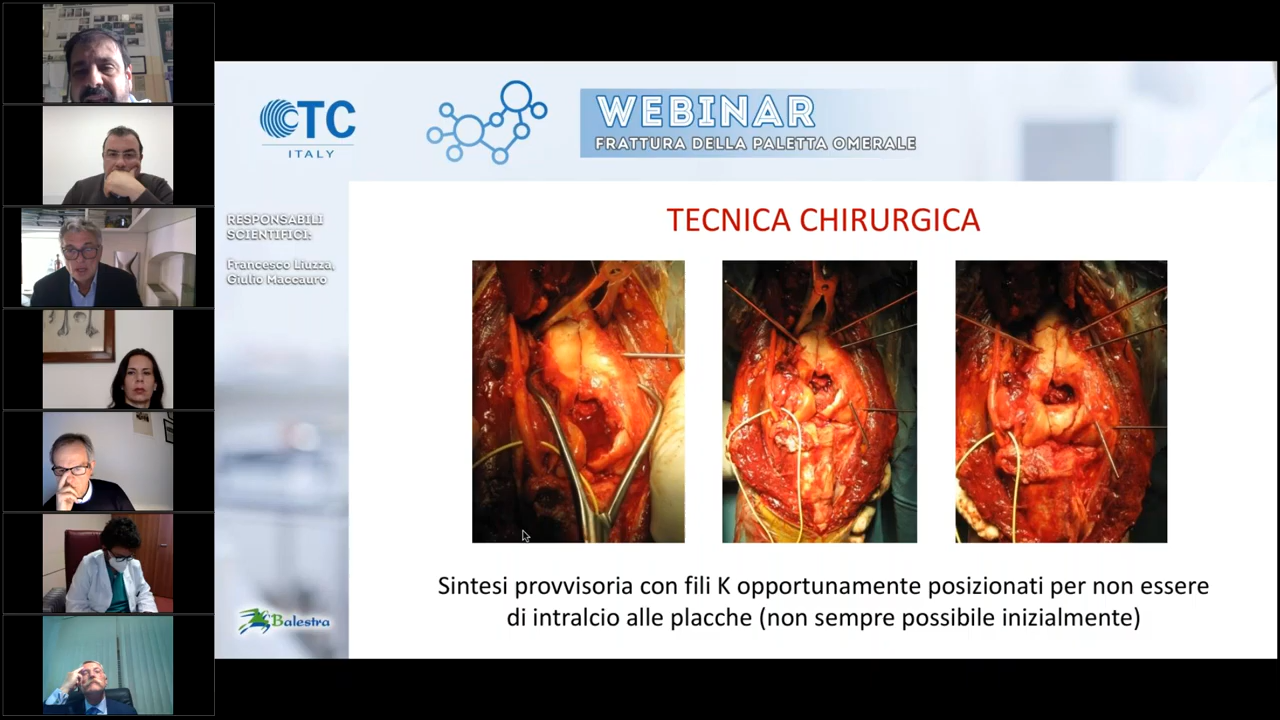 OTC
ITALY
WEBINAR
FRATTURA DELLA PALETTA OMERALE
RESPONSABILI
SCIENTIFICI:
Francesco Liuzza,
Giulio Maccauro
TECNICA CHIRURGICA
Sintesi provvisoria con fili K opportunamente posizionati per non essere
di intralcio alle placche (non sempre possibile inizialmente)
Balestra